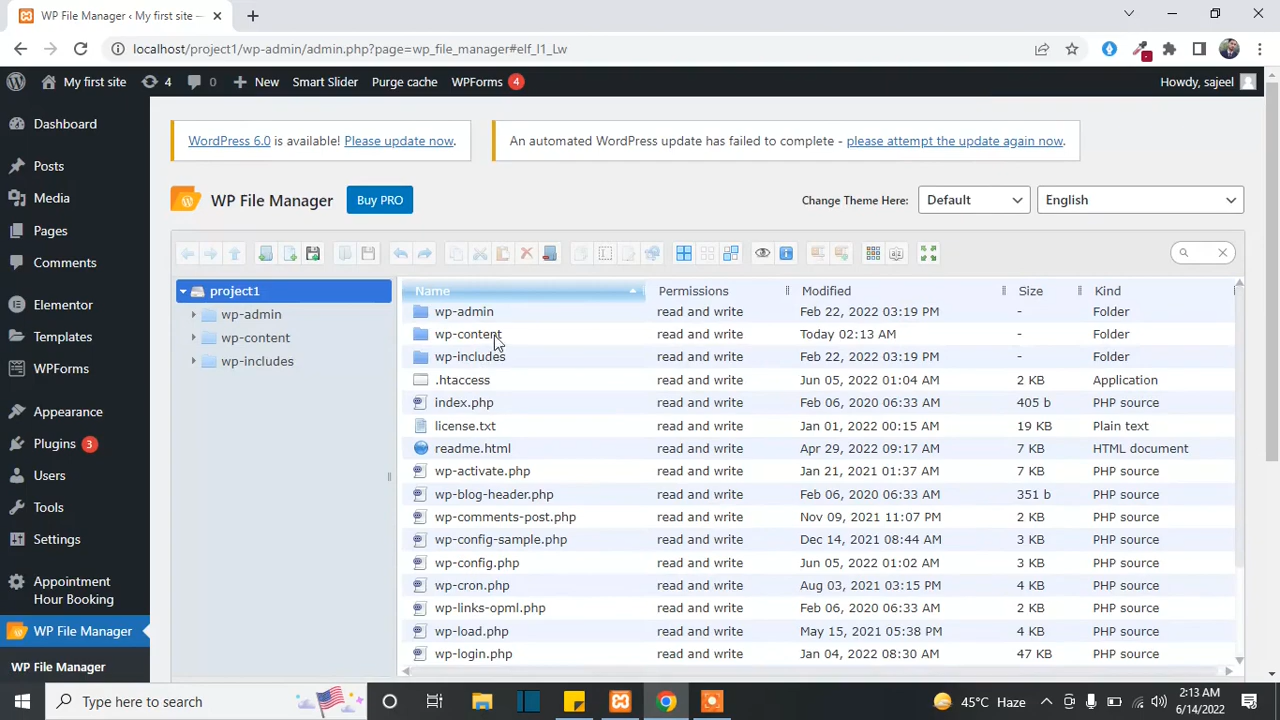 WP File Manager ‹ My first site —
localhost/project1/wp-admin/admin.php?page=wp_file_manager#elf_l1_Lw
My first site 4 0 New Smart Slider Purge cache WPForms 4 Howdy, sajeel
Dashboard
Posts
Media
Pages
Comments
Elementor
Templates
WPForms
Appearance
Plugins 3
Users
Tools
Settings
Appointment
Hour Booking
WP File Manager
WP File Manager
WordPress 6.0 is available! Please update now.
An automated WordPress update has failed to complete - please attempt the update again now.
WP File Manager Buy PRO Change Theme Here: Default English
project1
wp-admin
wp-content
wp-includes
Name Permissions Modified Size Kind
wp-admin read and write Feb 22, 2022 03:19 PM - Folder
wp-content read and write Today 02:13 AM - Folder
wp-includes read and write Feb 22, 2022 03:19 PM - Folder
.htaccess read and write Jun 05, 2022 01:04 AM 2 KB Application
index.php read and write Feb 06, 2020 06:33 AM 405 b PHP source
license.txt read and write Jan 01, 2022 00:15 AM 19 KB Plain text
readme.html read and write Apr 29, 2022 09:17 AM 7 KB HTML document
wp-activate.php read and write Jan 21, 2021 01:37 AM 7 KB PHP source
wp-blog-header.php read and write Feb 06, 2020 06:33 AM 351 b PHP source
wp-comments-post.php read and write Nov 09, 2021 11:07 PM 2 KB PHP source
wp-config-sample.php read and write Dec 14, 2021 08:44 AM 3 KB PHP source
wp-config.php read and write Jun 05, 2022 01:02 AM 3 KB PHP source
wp-cron.php read and write Aug 03, 2021 03:15 PM 4 KB PHP source
wp-links-opml.php read and write Feb 06, 2020 06:33 AM 2 KB PHP source
wp-load.php read and write May 15, 2021 05:38 PM 4 KB PHP source
wp-login.php read and write Jan 04, 2022 08:30 AM 47 KB PHP source
Type here to search
45°C Haze
2:13 AM
6/14/2022